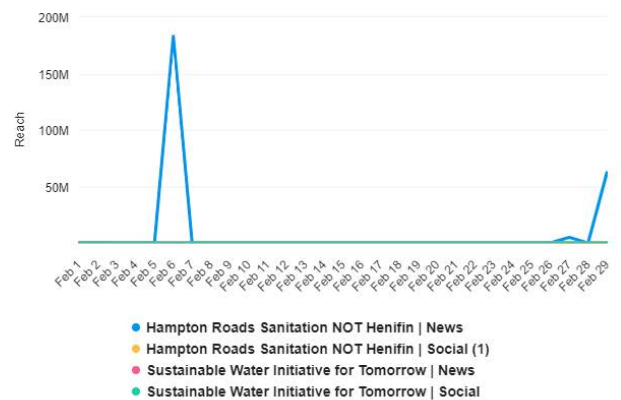 200M
150M
100M
50M
Reach
Feb 1 Feb 2 Feb 3 Feb 4 Feb 5 Feb 6 Feb 7 Feb 8 Feb 9 Feb 10 Feb 11 Feb 12 Feb 13 Feb 14 Feb 15 Feb 16 Feb 17 Feb 18 Feb 19 Feb 20 Feb 21 Feb 22 Feb 23 Feb 24 Feb 25 Feb 26 Feb 27 Feb 28 Feb 29
Hampton Roads Sanitation NOT Henifin | News
Hampton Roads Sanitation NOT Henifin | Social (1)
Sustainable Water Initiative for Tomorrow | News
Sustainable Water Initiative for Tomorrow | Social